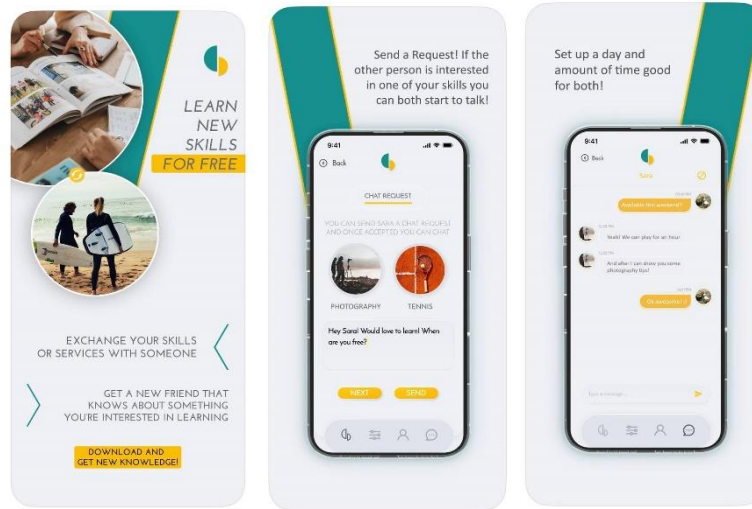 LEARN
NEW
SKILLS
FOR FREE
EXCHANGE YOUR SKILLS
OR SERVICES WITH SOMEONE
GET A NEW FRIEND THAT
KNOWS ABOUT SOMETHING
YOU'RE INTERESTED IN LEARNING
DOWNLOAD AND
GET NEW KNOWLEDGE!
Send a Request! If the
other person is interested
in one of your skills you
can both start to talk!
9:41
Back
CHAT REQUEST
YOU CAN SEND SARA A CHAT REQUEST
AND ONCE ACCEPTED YOU CAN CHAT
PHOTOGRAPHY
TENNIS
Hey Sara! Would love to learn! When
are you free?
NEXT
SEND
Set up a day and
amount of time good
for both!
9:41
Back
Sara
Available this weekend?
Yeah! We can play for an hour
And after I can show you some
photography tips!
Ok awesome! :)
Type a message...